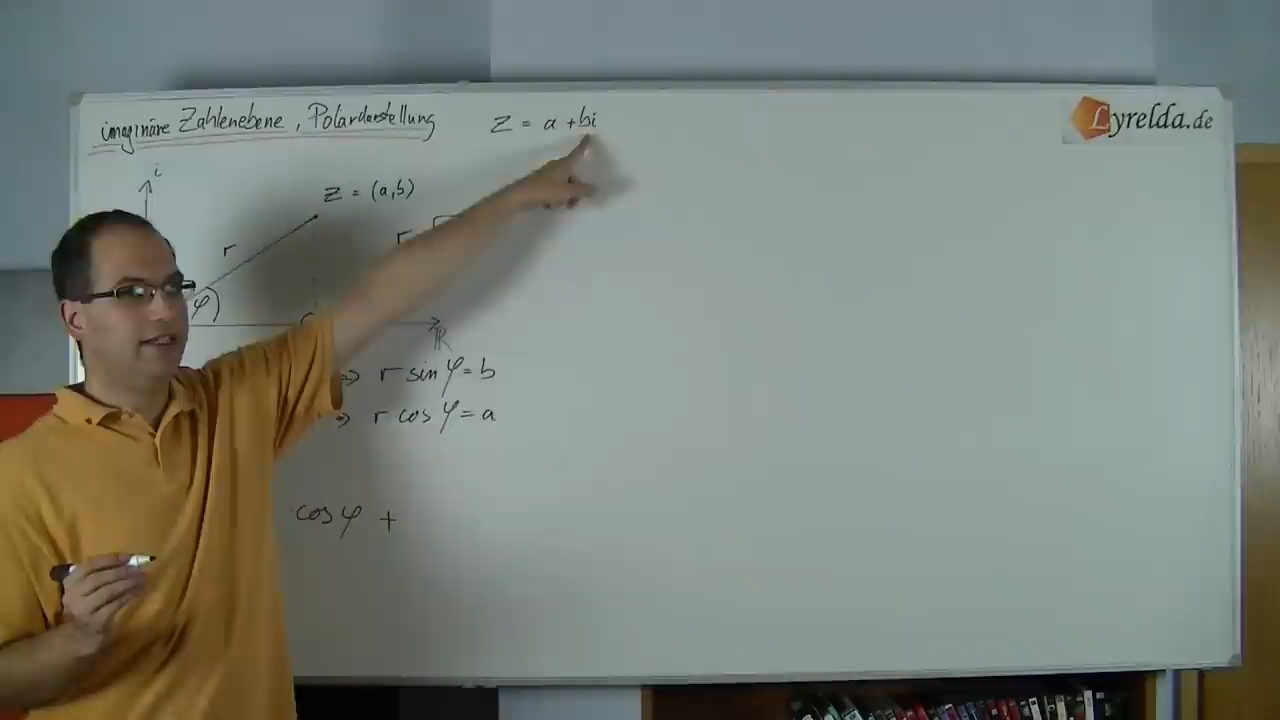 imaginäre Zahlenebene, Polardarstellung z = a + bi
Lyrelda.de
i
z = (a,b)
r
r
φ
ℝ
⇒ r sin φ = b
⇒ r cos φ = a
cos φ +